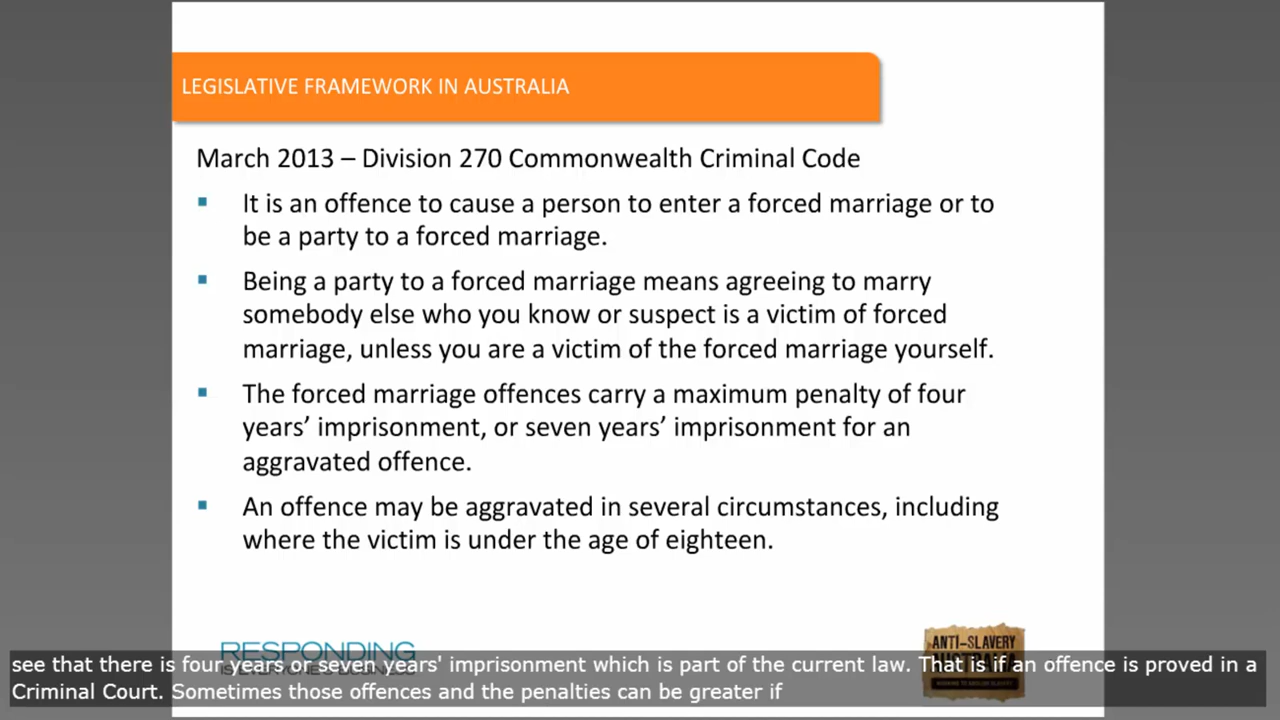 LEGISLATIVE FRAMEWORK IN AUSTRALIA
March 2013 – Division 270 Commonwealth Criminal Code
▪ It is an offence to cause a person to enter a forced marriage or to
be a party to a forced marriage.
▪ Being a party to a forced marriage means agreeing to marry
somebody else who you know or suspect is a victim of forced
marriage, unless you are a victim of the forced marriage yourself.
▪ The forced marriage offences carry a maximum penalty of four
years’ imprisonment, or seven years’ imprisonment for an
aggravated offence.
▪ An offence may be aggravated in several circumstances, including
where the victim is under the age of eighteen.
RESPONDING
ANTI-SLAVERY
see that there is four years or seven years' imprisonment which is part of the current law. That is if an offence is proved in a
Criminal Court. Sometimes those offences and the penalties can be greater if